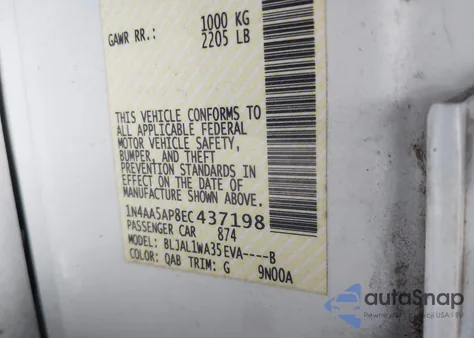 GAWR RR.: 1000 KG
2205 LB
THIS VEHICLE CONFORMS TO
ALL APPLICABLE FEDERAL
MOTOR VEHICLE SAFETY,
BUMPER, AND THEFT
PREVENTION STANDARDS IN
EFFECT ON THE DATE OF
MANUFACTURE SHOWN ABOVE.
1N4AA5AP8EC437198
PASSENGER CAR 874
MODEL: BLJAL1WA35EVA----B
COLOR: QAB TRIM: G 9N00A
autoSnap